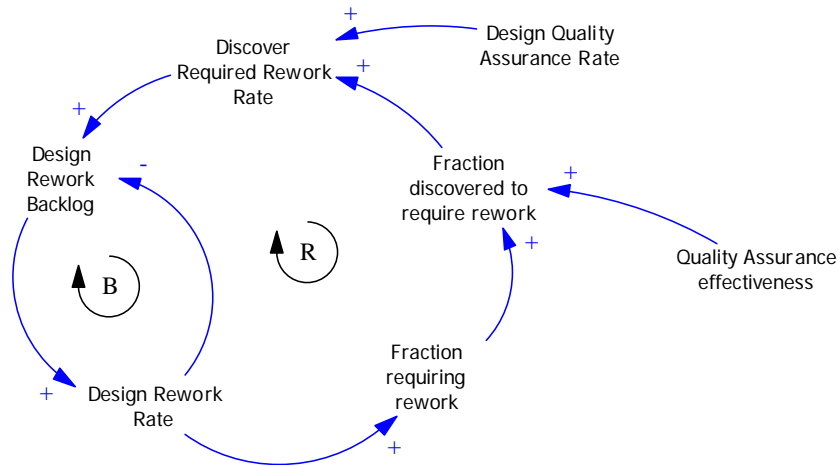 +
Discover
Required Rework
Rate
+
Design Quality
Assurance Rate
+
Design
Rework
Backlog
-
Fraction
discovered to
require rework
+
+
Quality Assurance
effectiveness
B
R
Fraction
requiring
rework
+
Design Rework
Rate
+